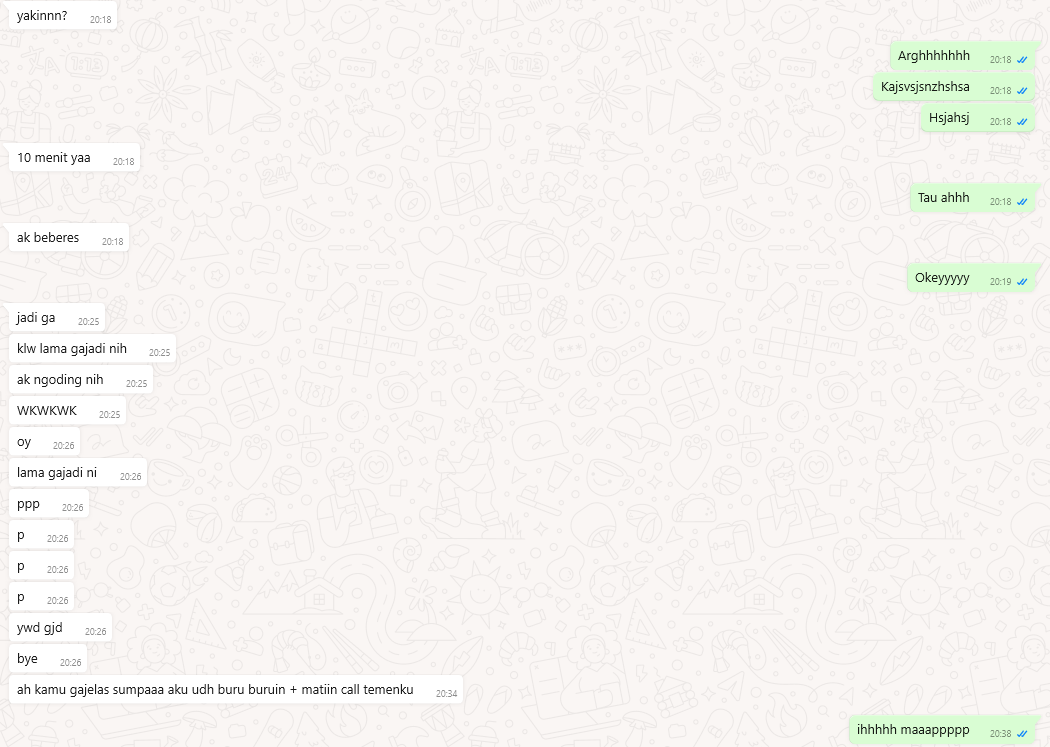 yakinnn? 20:18
Arghhhhhhh 20:18
Kajsvsjsnzhshsa 20:18
Hsjahsj 20:18
10 menit yaa 20:18
Tau ahhh 20:18
ak beberes 20:18
Okeyyyyy 20:19
jadi ga 20:25
klw lama gajadi nih 20:25
ak ngoding nih 20:25
WKWKWK 20:25
oy 20:26
lama gajadi ni 20:26
ppp 20:26
p 20:26
p 20:26
p 20:26
ywd gjd 20:26
bye 20:26
ah kamu gajelas sumpaaa aku udh buru buruin + matiin call temenku 20:34
ihhhhh maaappppp 20:38